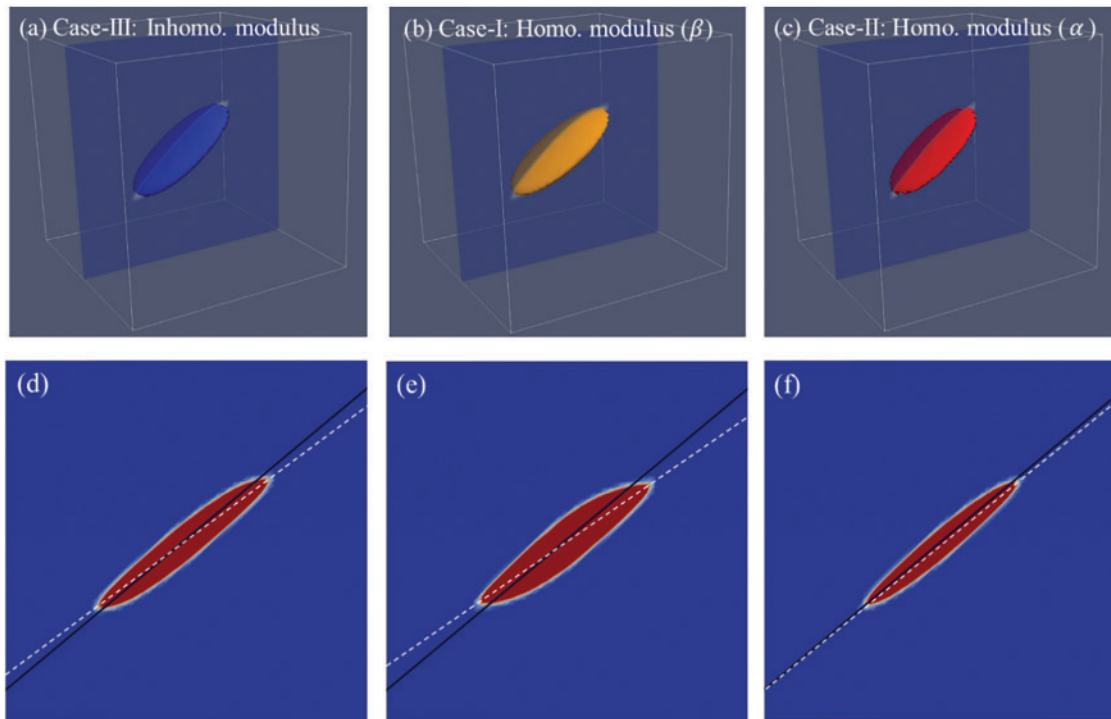 (a) Case-III: Inhomo. modulus
(b) Case-I: Homo. modulus (β)
(c) Case-II: Homo. modulus (α)
(d)
(e)
(f)